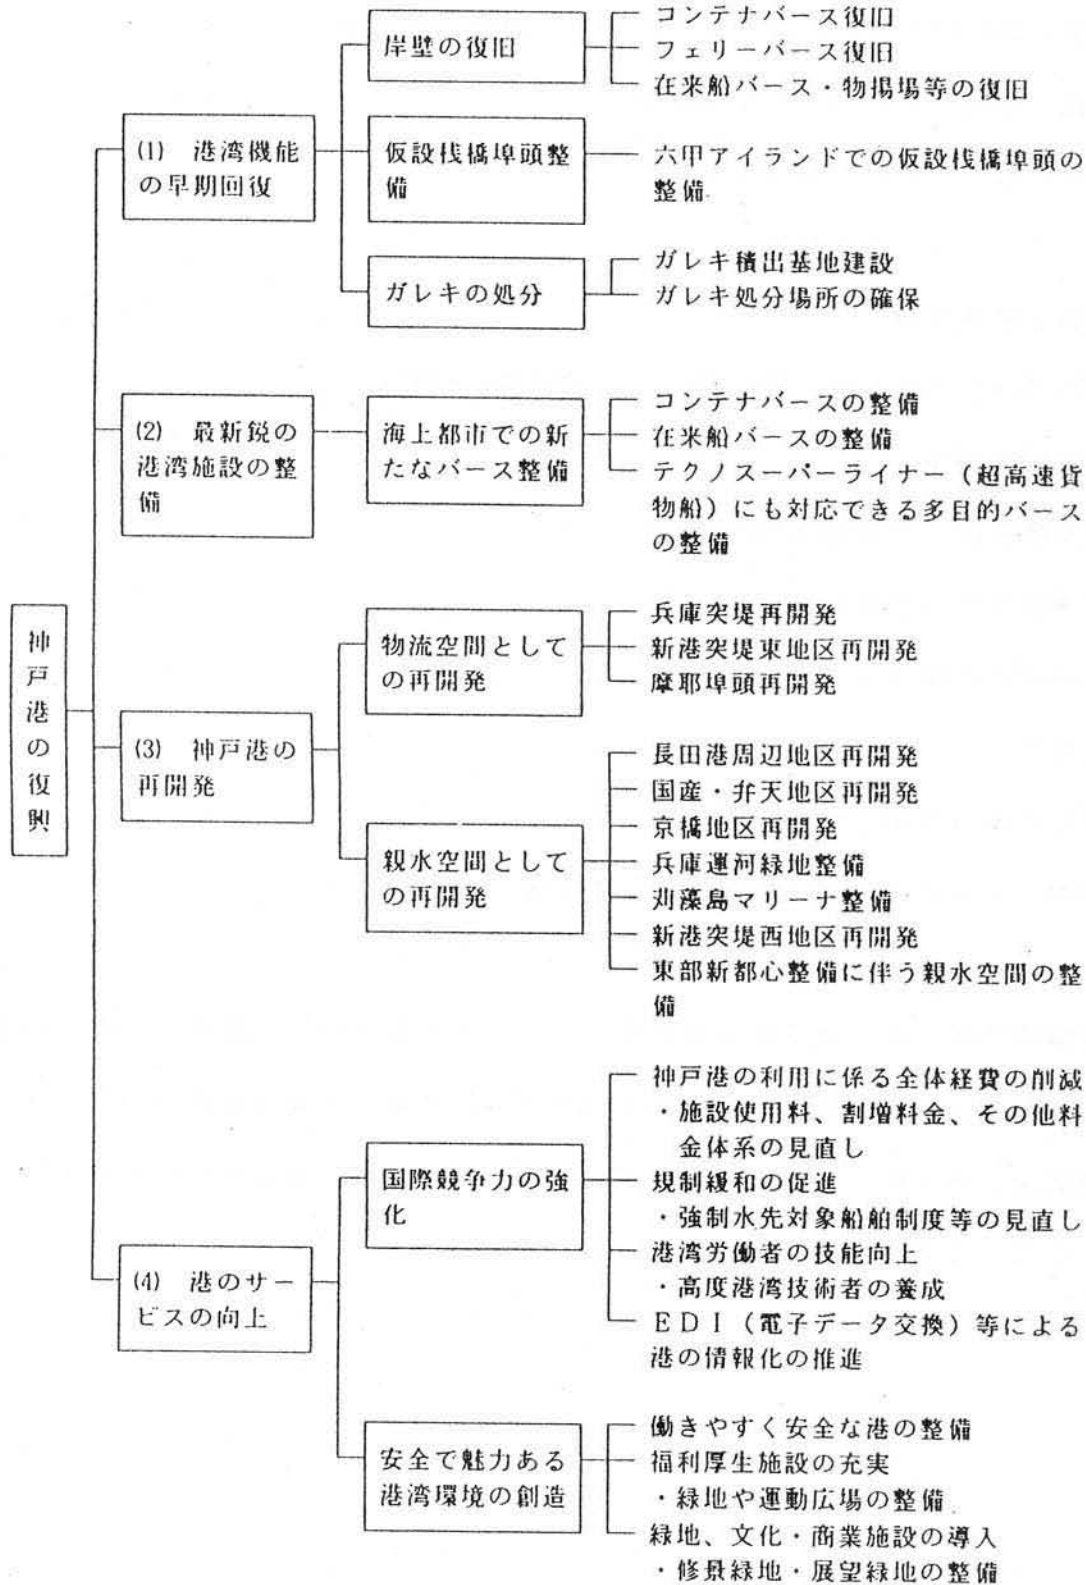 神戸港の復興
(1) 港湾機能
の早期回復
岸壁の復旧
コンテナバース復旧
フェリーバース復旧
在来船バース・物揚場等の復旧
仮設桟橋埠頭整
備
六甲アイランドでの仮設桟橋埠頭の
整備
ガレキの処分
ガレキ積出基地建設
ガレキ処分場所の確保
(2) 最新鋭の
港湾施設の整
備
海上都市での新
たなバース整備
コンテナバースの整備
在来船バースの整備
テクノスーパーライナー（超高速貨
物船）にも対応できる多目的バース
の整備
(3) 神戸港の
再開発
物流空間として
の再開発
兵庫突堤再開発
新港突堤東地区再開発
摩耶埠頭再開発
親水空間として
の再開発
長田港周辺地区再開発
国産・弁天地区再開発
京橋地区再開発
兵庫運河緑地整備
苅藻島マリーナ整備
新港突堤西地区再開発
東部新都心整備に伴う親水空間の整
備
(4) 港のサー
ビスの向上
国際競争力の強
化
神戸港の利用に係る全体経費の削減
・施設使用料、割増料金、その他料
金体系の見直し
規制緩和の促進
・強制水先対象船舶制度等の見直し
港湾労働者の技能向上
・高度港湾技術者の養成
ＥＤＩ（電子データ交換）等による
港の情報化の推進
安全で魅力ある
港湾環境の創造
働きやすく安全な港の整備
福利厚生施設の充実
・緑地や運動広場の整備
緑地、文化・商業施設の導入
・修景緑地・展望緑地の整備